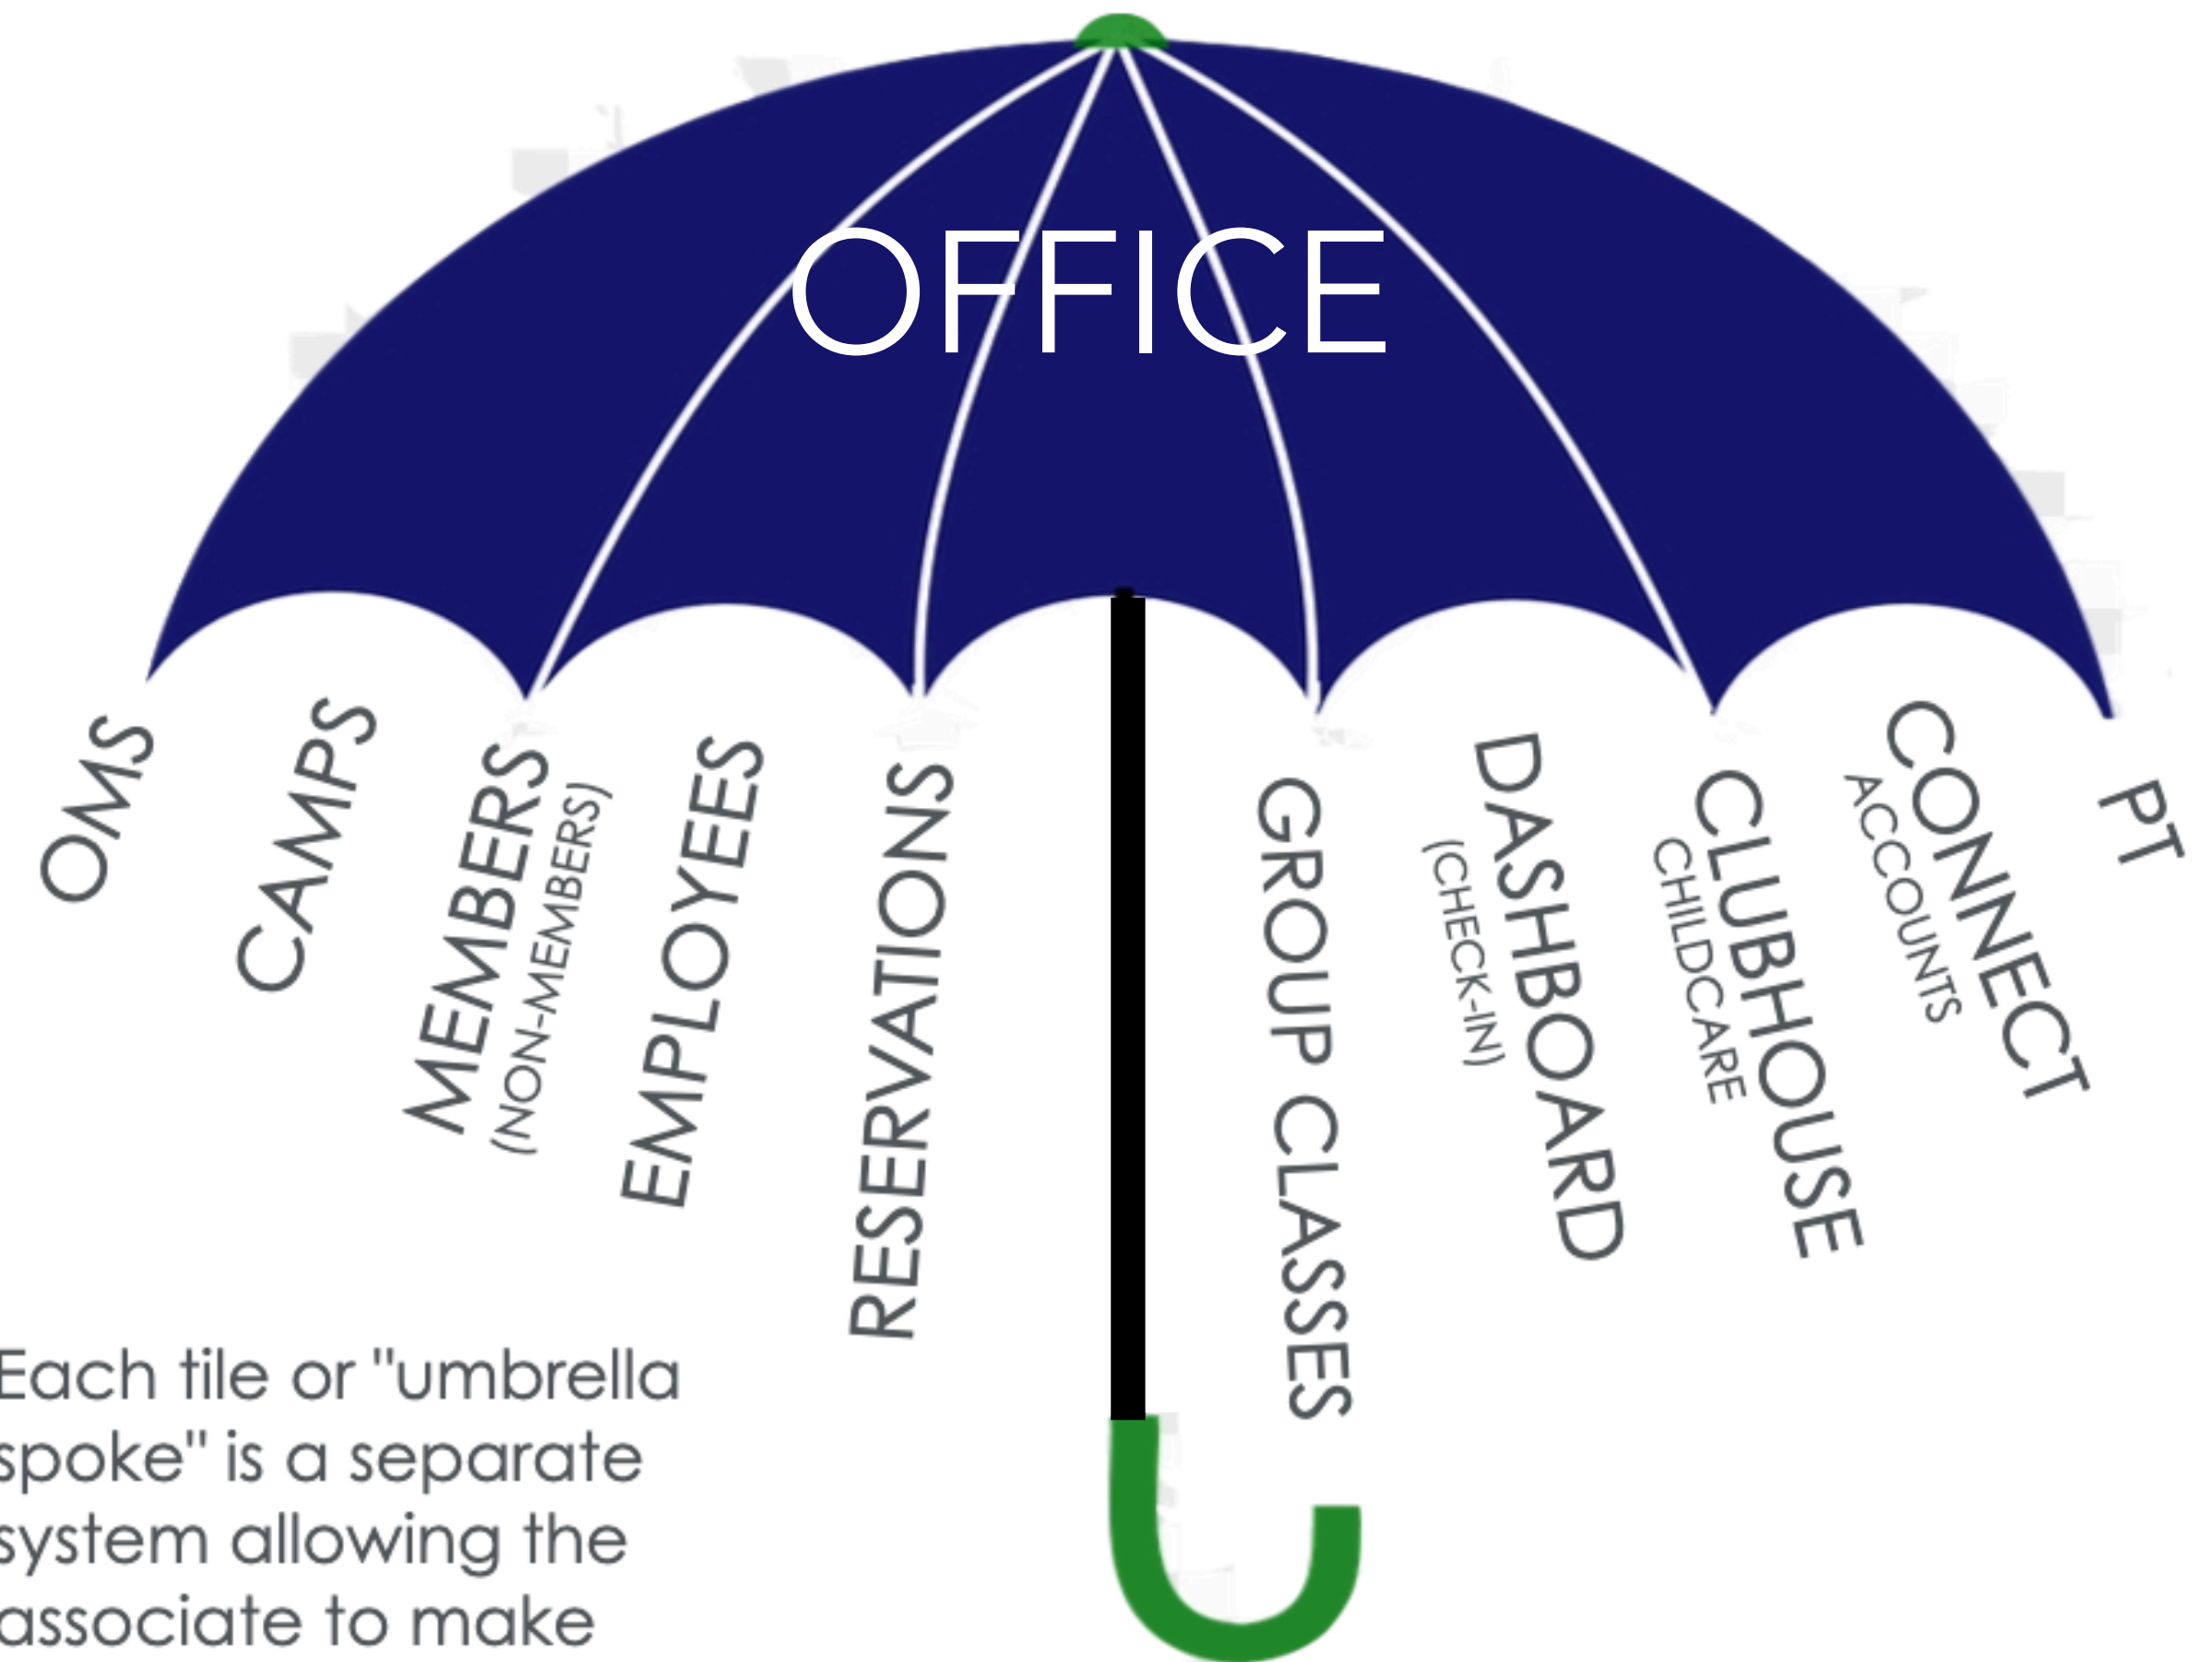 OFFICE
OMS
CAMPS
MEMBERS
(NON-MEMBERS)
EMPLOYEES
RESERVATIONS
GROUP CLASSES
DASHBOARD
(CHECK-IN)
CLUBHOUSE
CHILDCARE
CONNECT
ACCOUNTS
PT
Each tile or "umbrella
spoke" is a separate
system allowing the
associate to make